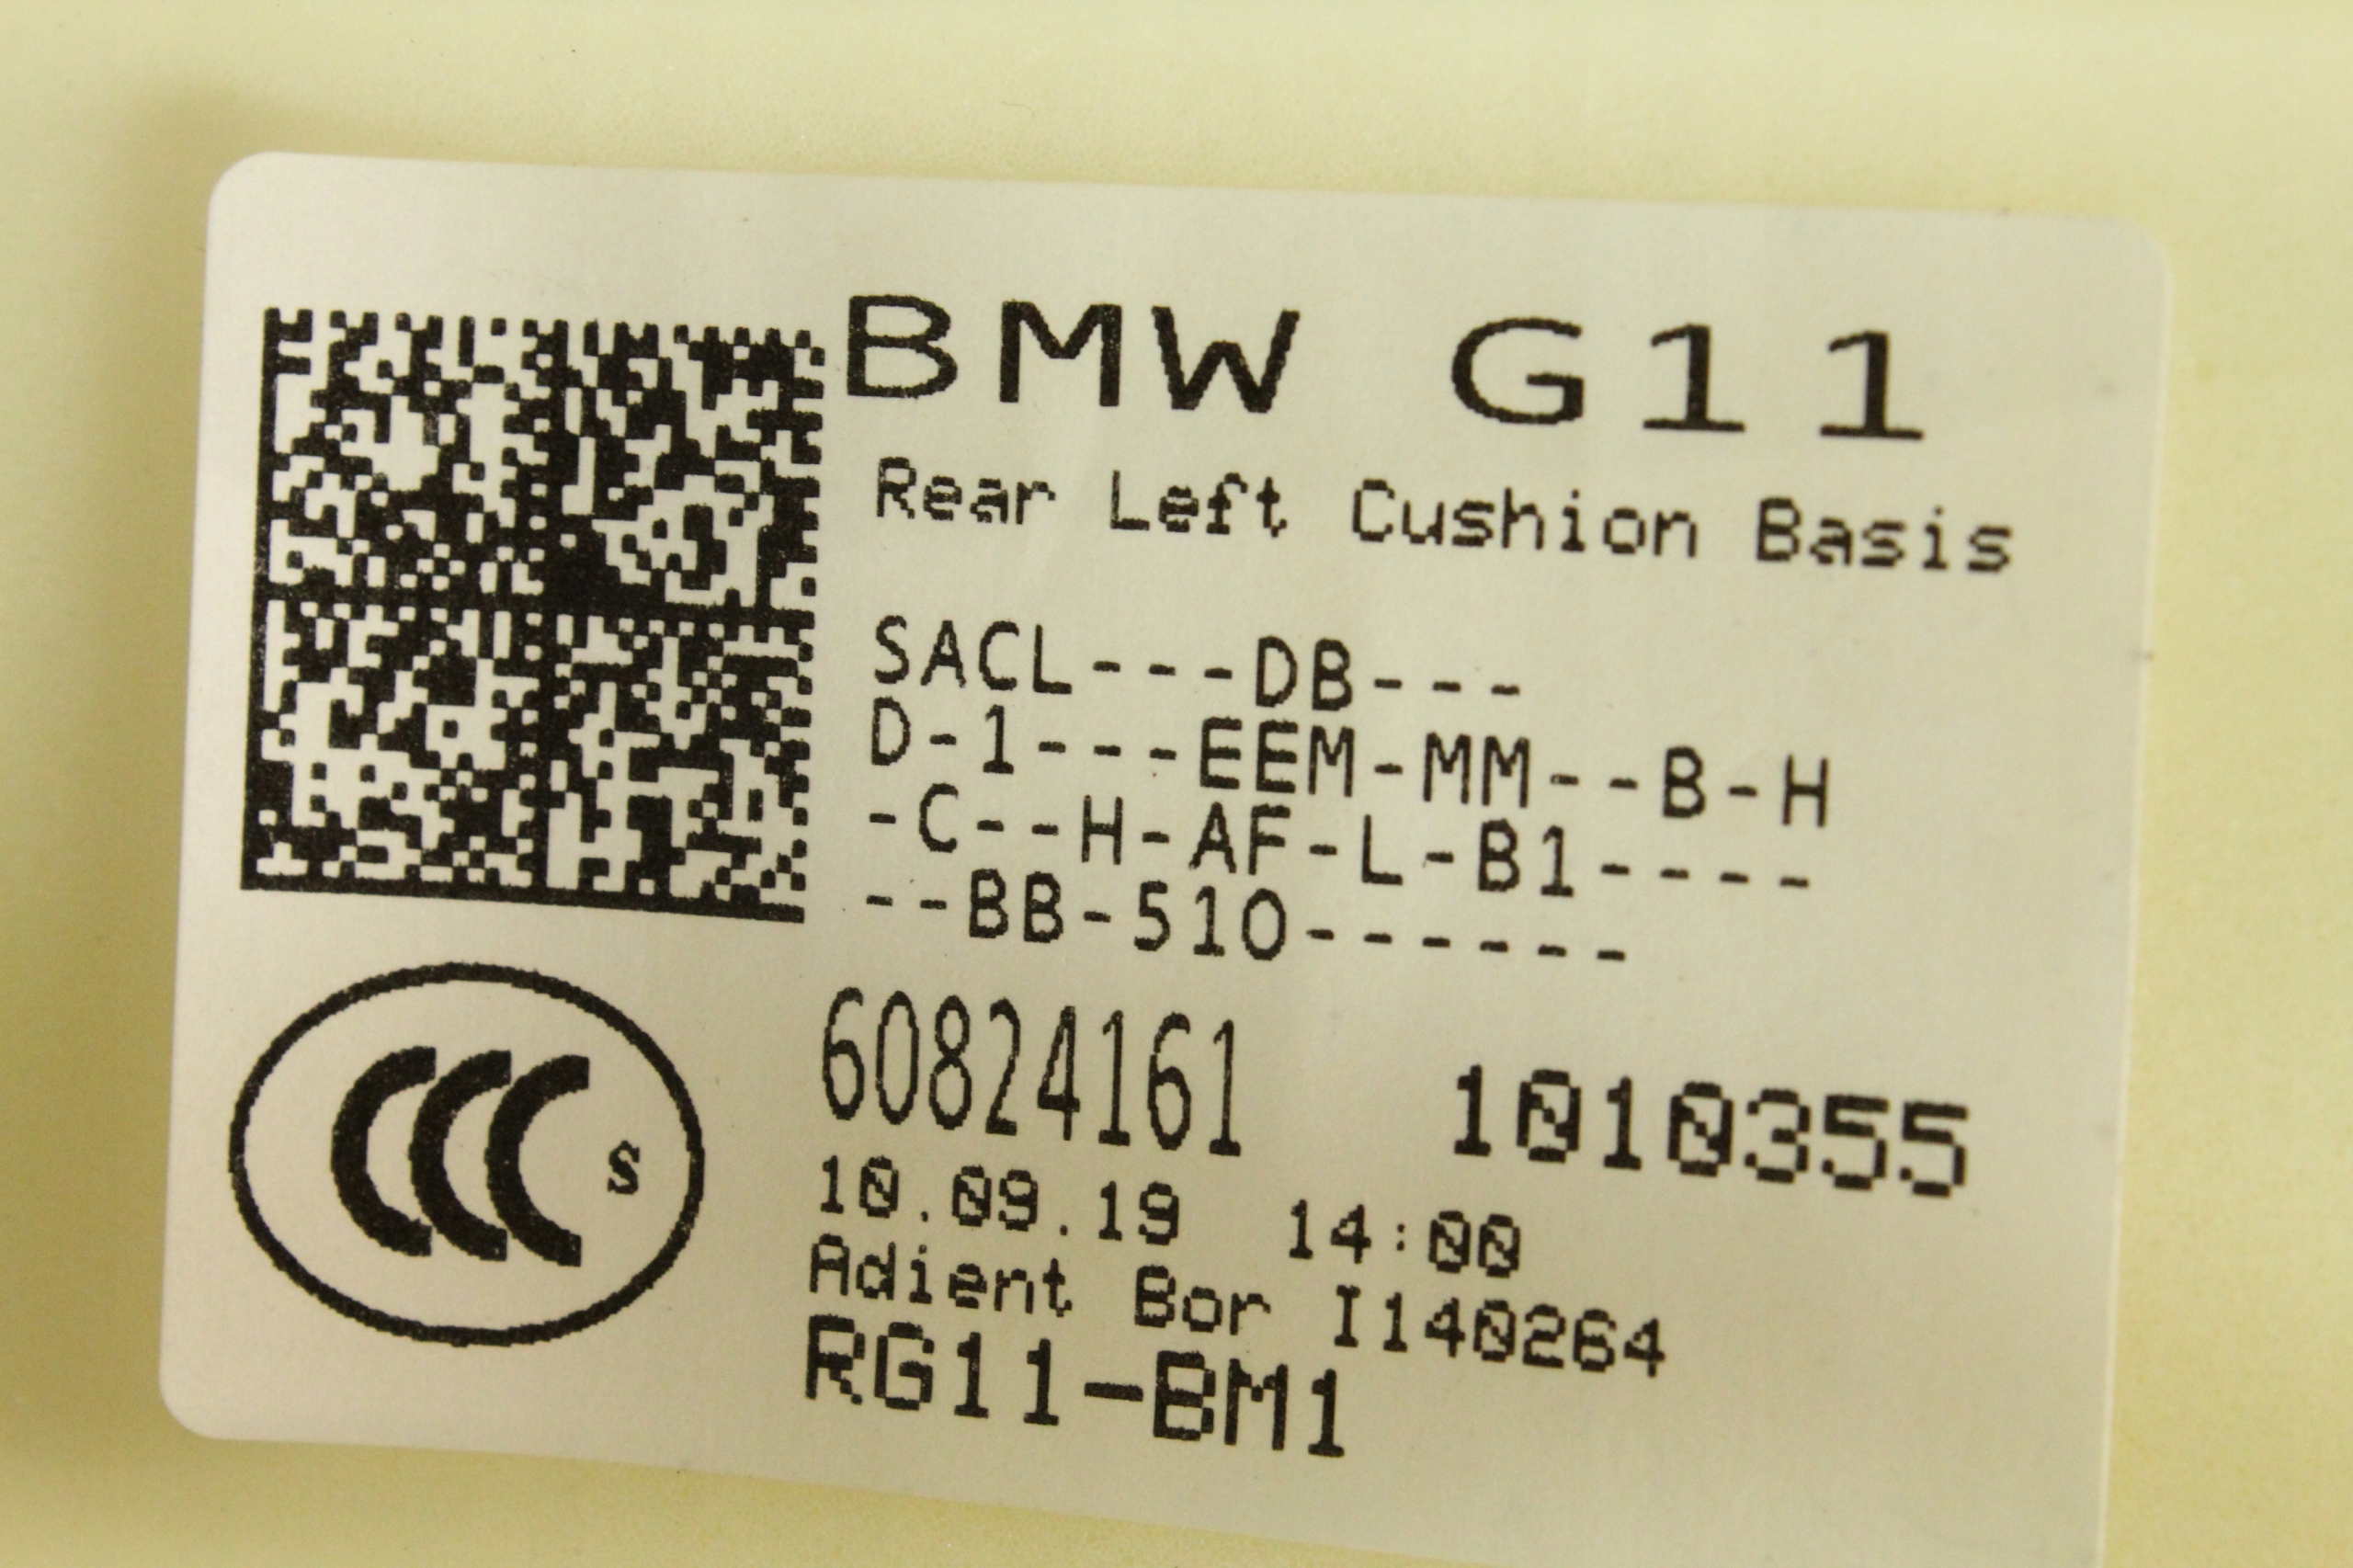 BMW G11
Rear Left Cushion Basis
SACL---DB---
D-1---EEM-MM--B-H
-C--H-AF-L-B1----
--BB-510------
60824161 1010355
10.09.19 14:00
Adient Bor I140264
RG11-BM1
CCC S